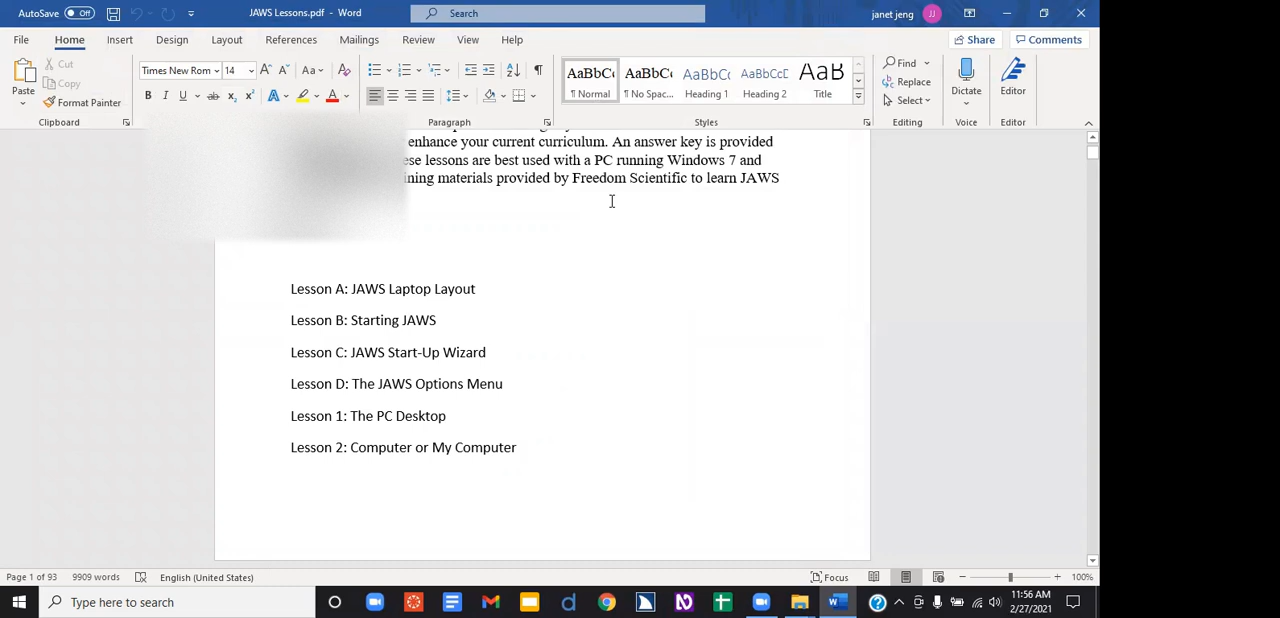 AutoSave Off JAWS Lessons.pdf - Word Search janet jeng JJ
File Home Insert Design Layout References Mailings Review View Help Share Comments
Paste Cut Copy Format Painter
Times New Rom 14
AaBbCc Normal AaBbCc No Spac... AaBbCc Heading 1 AaBbCcD Heading 2 AaB Title
Find Replace Select Dictate Editor
Clipboard Paragraph Styles Editing Voice Editor
enhance your current curriculum. An answer key is provided
lessons are best used with a PC running Windows 7 and
materials provided by Freedom Scientific to learn JAWS
Lesson A: JAWS Laptop Layout
Lesson B: Starting JAWS
Lesson C: JAWS Start-Up Wizard
Lesson D: The JAWS Options Menu
Lesson 1: The PC Desktop
Lesson 2: Computer or My Computer
Page 1 of 93 9909 words English (United States) Focus 100%
Type here to search 11:56 AM
2/27/2021